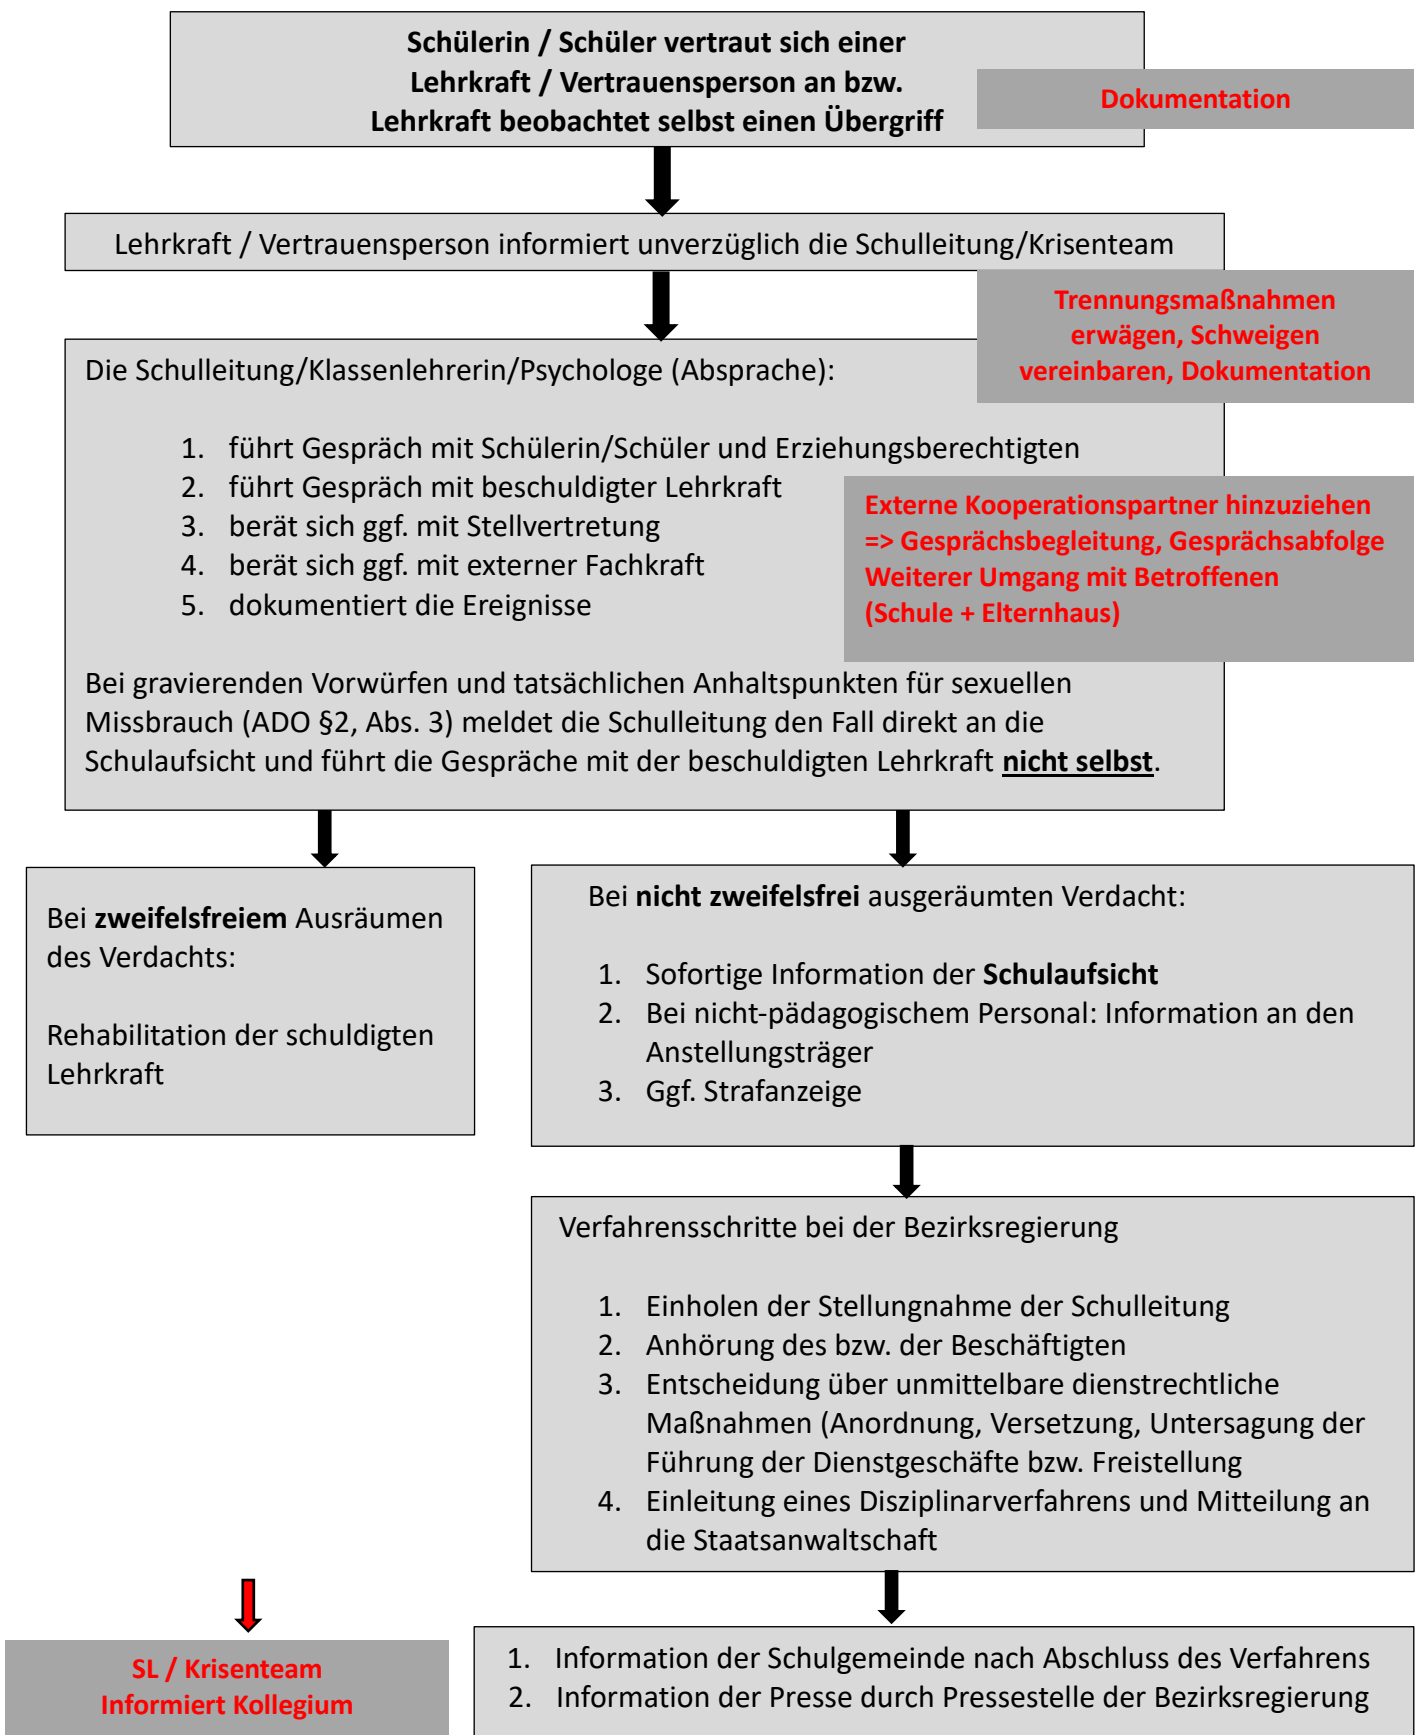 Schülerin / Schüler vertraut sich einer
Lehrkraft / Vertrauensperson an bzw.
Lehrkraft beobachtet selbst einen Übergriff
Dokumentation
Lehrkraft / Vertrauensperson informiert unverzüglich die Schulleitung/Krisenteam
Trennungsmaßnahmen
erwägen, Schweigen
vereinbaren, Dokumentation
Die Schulleitung/Klassenlehrerin/Psychologe (Absprache):
1. führt Gespräch mit Schülerin/Schüler und Erziehungsberechtigten
2. führt Gespräch mit beschuldigter Lehrkraft
3. berät sich ggf. mit Stellvertretung
4. berät sich ggf. mit externer Fachkraft
5. dokumentiert die Ereignisse
Externe Kooperationspartner hinzuziehen
=> Gesprächsbegleitung, Gesprächsabfolge
Weiterer Umgang mit Betroffenen
(Schule + Elternhaus)
Bei gravierenden Vorwürfen und tatsächlichen Anhaltspunkten für sexuellen
Missbrauch (ADO §2, Abs. 3) meldet die Schulleitung den Fall direkt an die
Schulaufsicht und führt die Gespräche mit der beschuldigten Lehrkraft nicht selbst.
Bei zweifelsfreiem Ausräumen
des Verdachts:
Rehabilitation der schuldigten
Lehrkraft
Bei nicht zweifelsfrei ausgeräumten Verdacht:
1. Sofortige Information der Schulaufsicht
2. Bei nicht-pädagogischem Personal: Information an den
Anstellungsträger
3. Ggf. Strafanzeige
Verfahrensschritte bei der Bezirksregierung
1. Einholen der Stellungnahme der Schulleitung
2. Anhörung des bzw. der Beschäftigten
3. Entscheidung über unmittelbare dienstrechtliche
Maßnahmen (Anordnung, Versetzung, Untersagung der
Führung der Dienstgeschäfte bzw. Freistellung
4. Einleitung eines Disziplinarverfahrens und Mitteilung an
die Staatsanwaltschaft
SL / Krisenteam
Informiert Kollegium
1. Information der Schulgemeinde nach Abschluss des Verfahrens
2. Information der Presse durch Pressestelle der Bezirksregierung